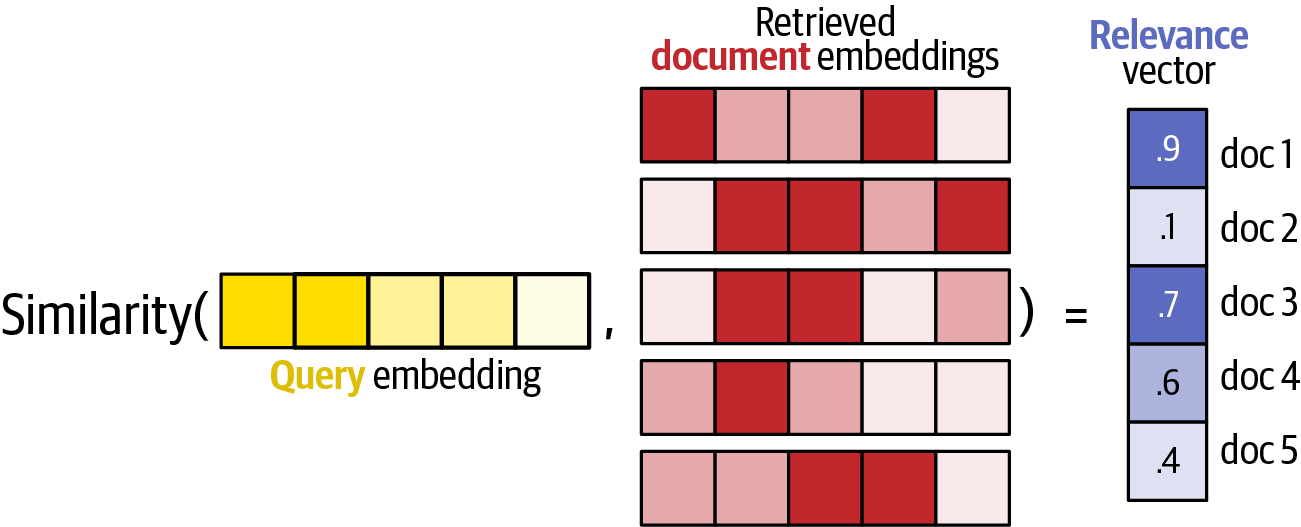 Retrieved
document embeddings
Relevance
vector
Similarity( , ) =
Query embedding
.9 doc 1
.1 doc 2
.7 doc 3
.6 doc 4
.4 doc 5